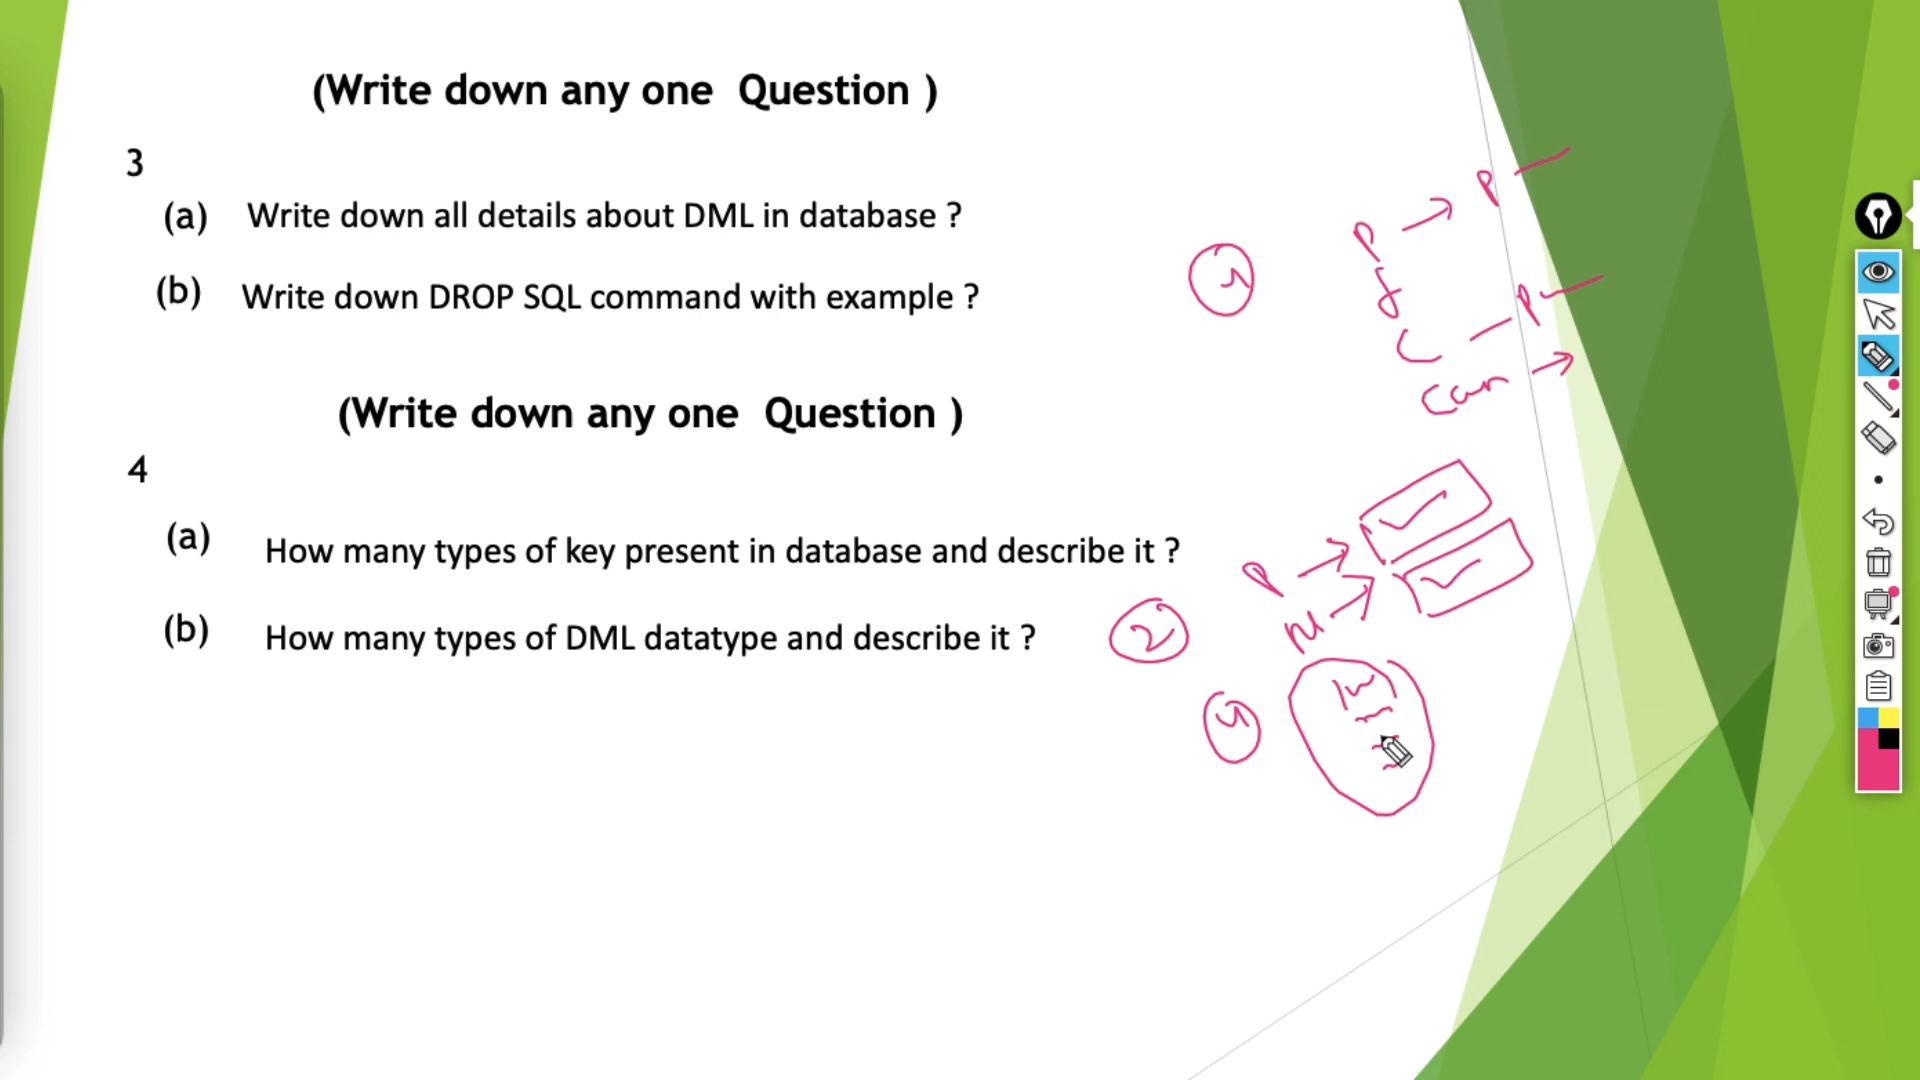 (Write down any one Question )
3
(a) Write down all details about DML in database ?
(b) Write down DROP SQL command with example ?
(Write down any one Question )
4
(a) How many types of key present in database and describe it ?
(b) How many types of DML datatype and describe it ?
P → P
C — P
Can →
P →
2